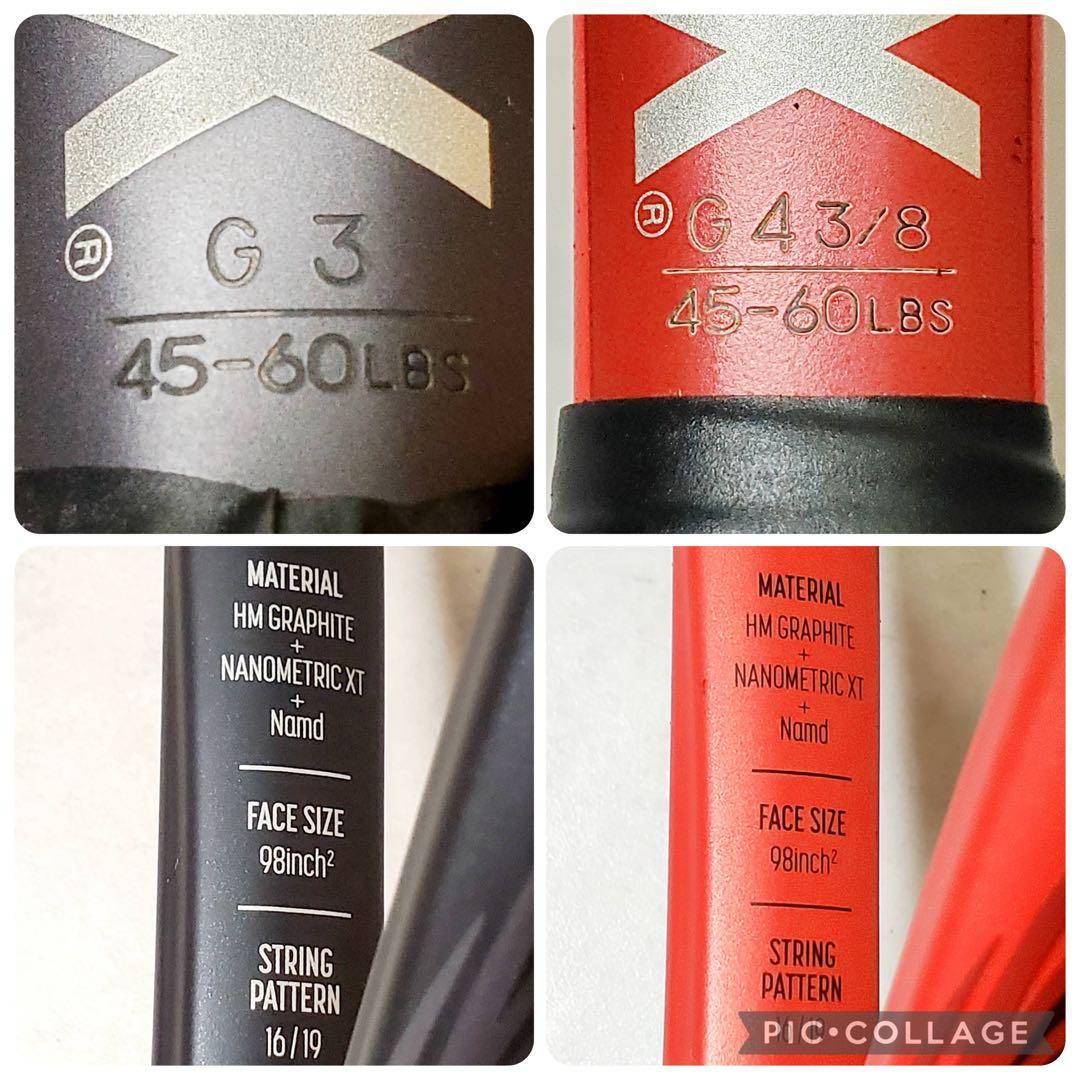 ® G 3
45-60LBS
® G 4 3/8
45-60LBS
MATERIAL
HM GRAPHITE
+
NANOMETRIC XT
+
Namd
FACE SIZE
98inch²
STRING
PATTERN
16/19
MATERIAL
HM GRAPHITE
+
NANOMETRIC XT
+
Namd
FACE SIZE
98inch²
STRING
PATTERN
PIC•COLLAGE